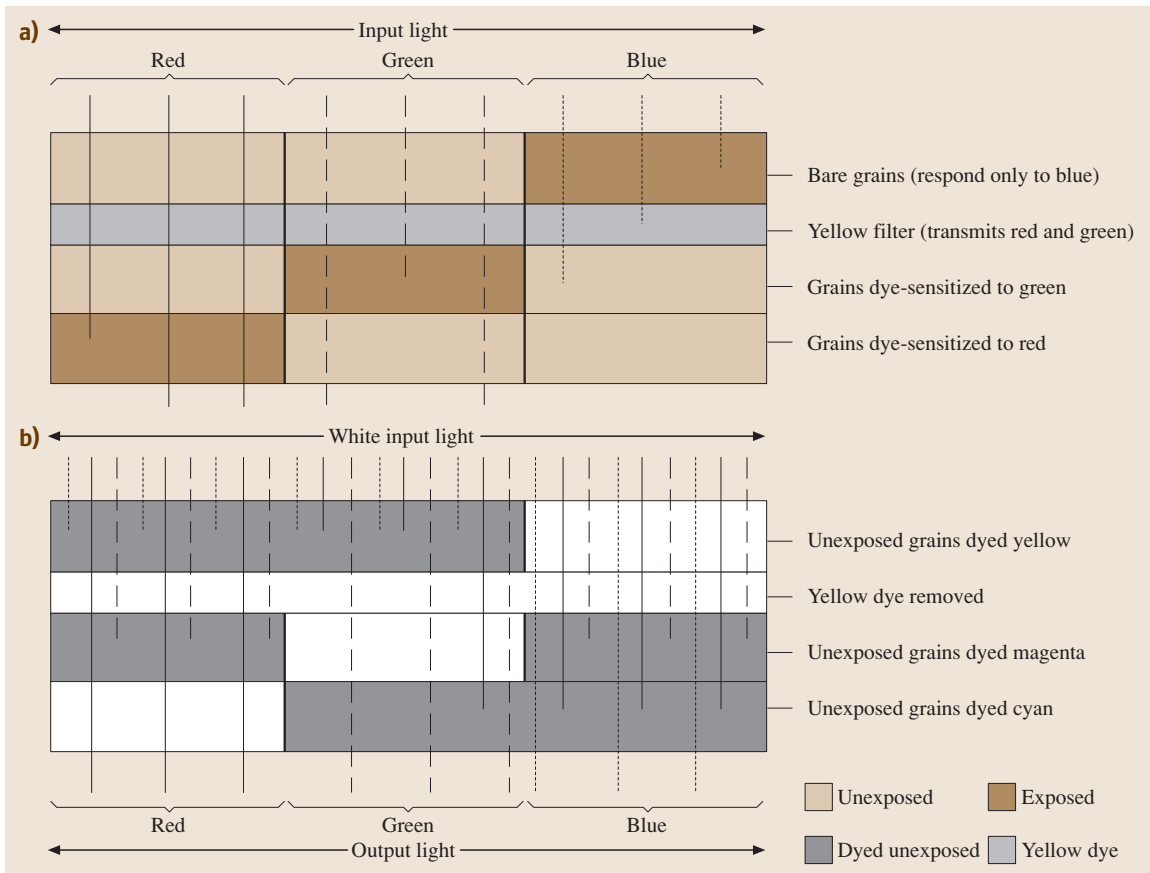 a)
Input light
Red Green Blue
Bare grains (respond only to blue)
Yellow filter (transmits red and green)
Grains dye-sensitized to green
Grains dye-sensitized to red
b)
White input light
Unexposed grains dyed yellow
Yellow dye removed
Unexposed grains dyed magenta
Unexposed grains dyed cyan
Red Green Blue
Output light
Unexposed Exposed
Dyed unexposed Yellow dye